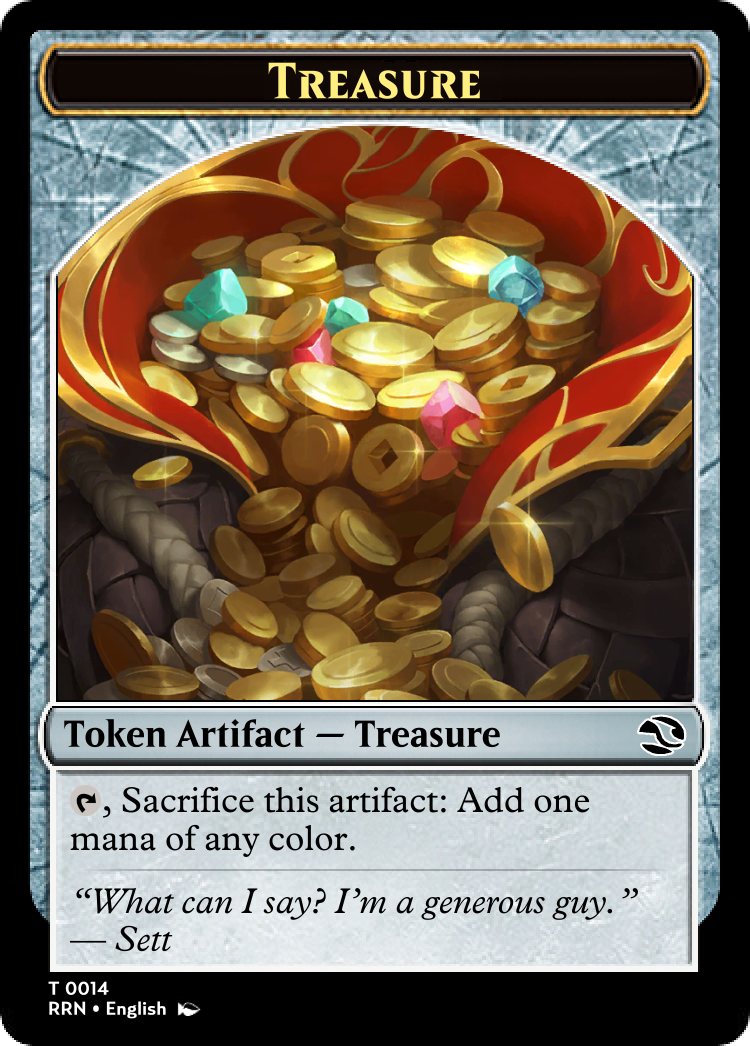 Treasure
Token Artifact — Treasure
, Sacrifice this artifact: Add one
mana of any color.
“What can I say? I’m a generous guy.”
— Sett
T 0014
RRN • English